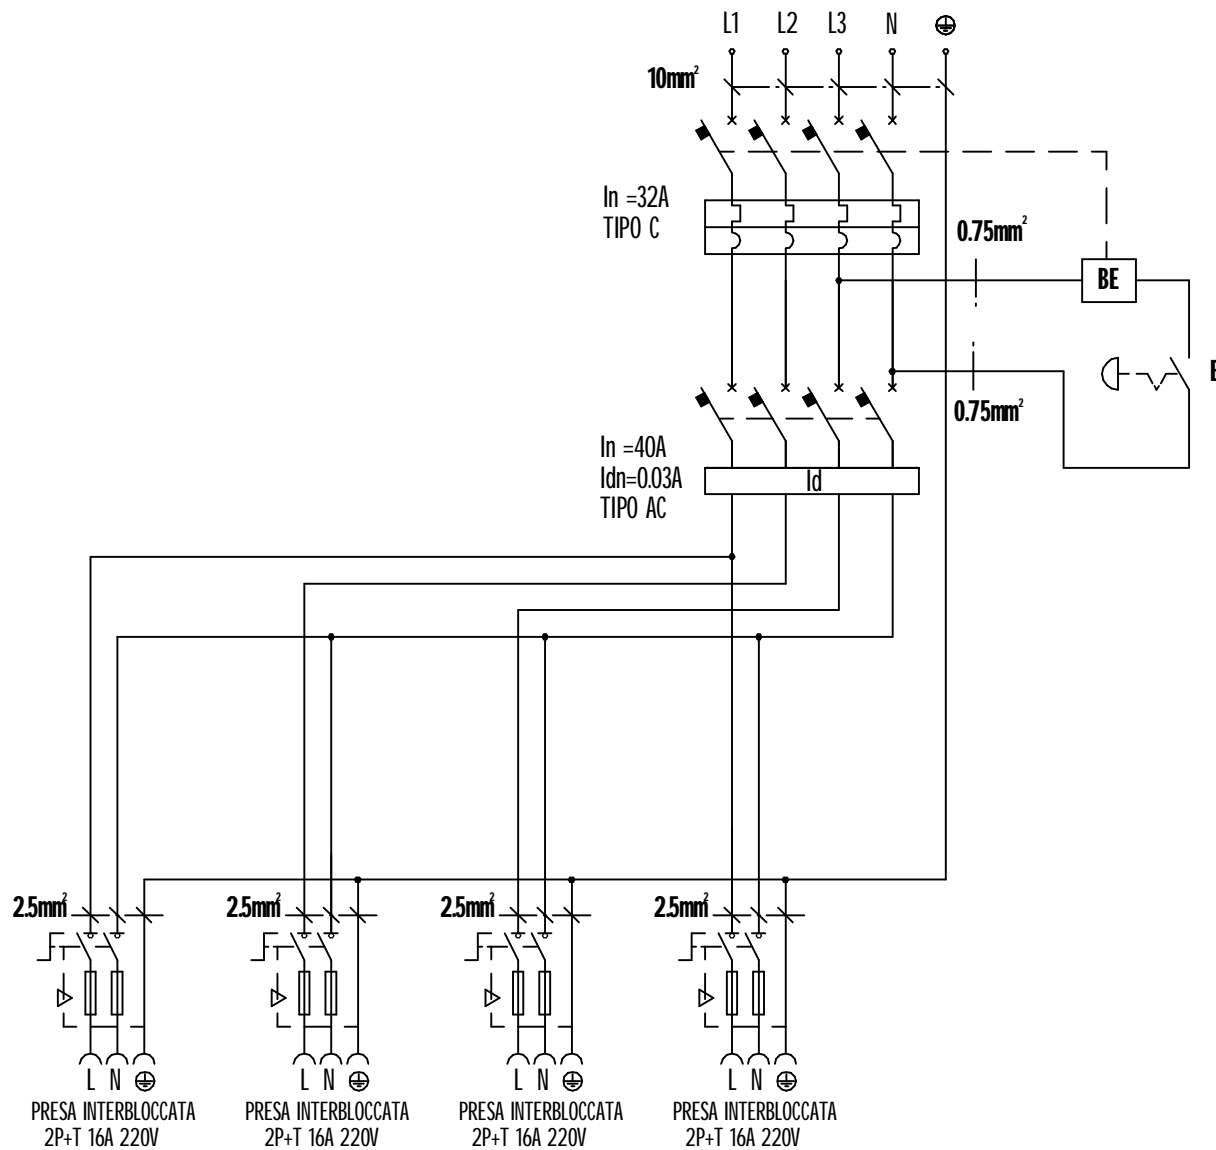 L1 L2 L3 N
10mm²
In =32A
TIPO C
0.75mm²
BE
0.75mm²
In =40A
Idn=0.03A
TIPO AC
Id
2.5mm² 2.5mm² 2.5mm² 2.5mm²
L N L N L N L N
PRESA INTERBLOCCATA PRESA INTERBLOCCATA PRESA INTERBLOCCATA PRESA INTERBLOCCATA
2P+T 16A 220V 2P+T 16A 220V 2P+T 16A 220V 2P+T 16A 220V